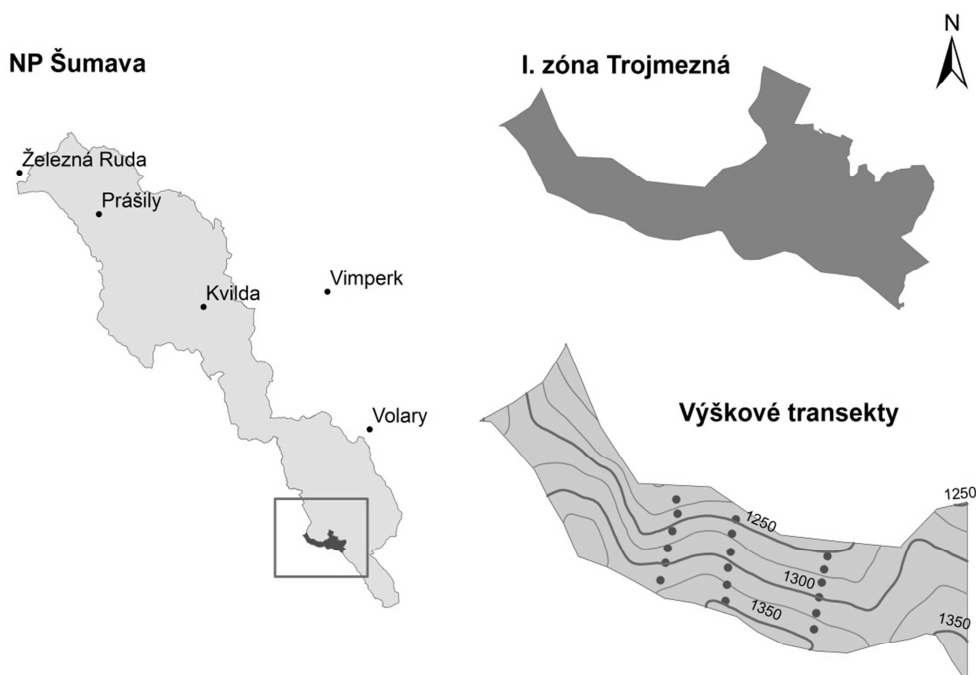 N
NP Šumava
I. zóna Trojmezná
Železná Ruda
Prášily
Vimperk
Kvilda
Volary
Výškové transekty
1250
1250
1300
1350
1350